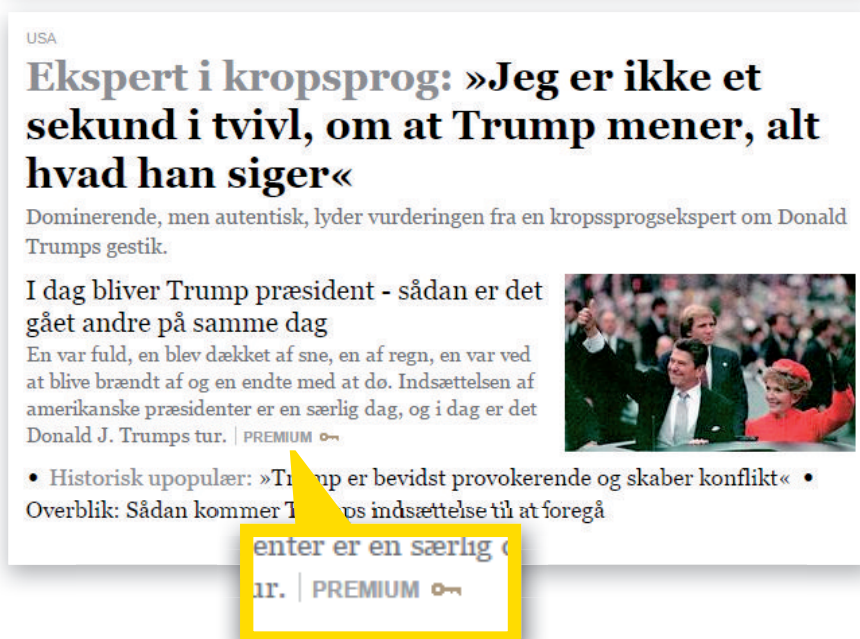 USA
Ekspert i kropsprog: »Jeg er ikke et
sekund i tvivl, om at Trump mener, alt
hvad han siger«
Dominerende, men autentisk, lyder vurderingen fra en kropssprogsekspert om Donald
Trumps gestik.
I dag bliver Trump præsident - sådan er det
gået andre på samme dag
En var fuld, en blev dækket af sne, en af regn, en var ved
at blive brændt af og en endte med at dø. Indsættelsen af
amerikanske præsidenter er en særlig dag, og i dag er det
Donald J. Trumps tur. | PREMIUM
• Historisk upopulær: »Trump er bevidst provokerende og skaber konflikt« •
Overblik: Sådan kommer Trumps indsættelse til at foregå
enter er en særlig
ur. | PREMIUM